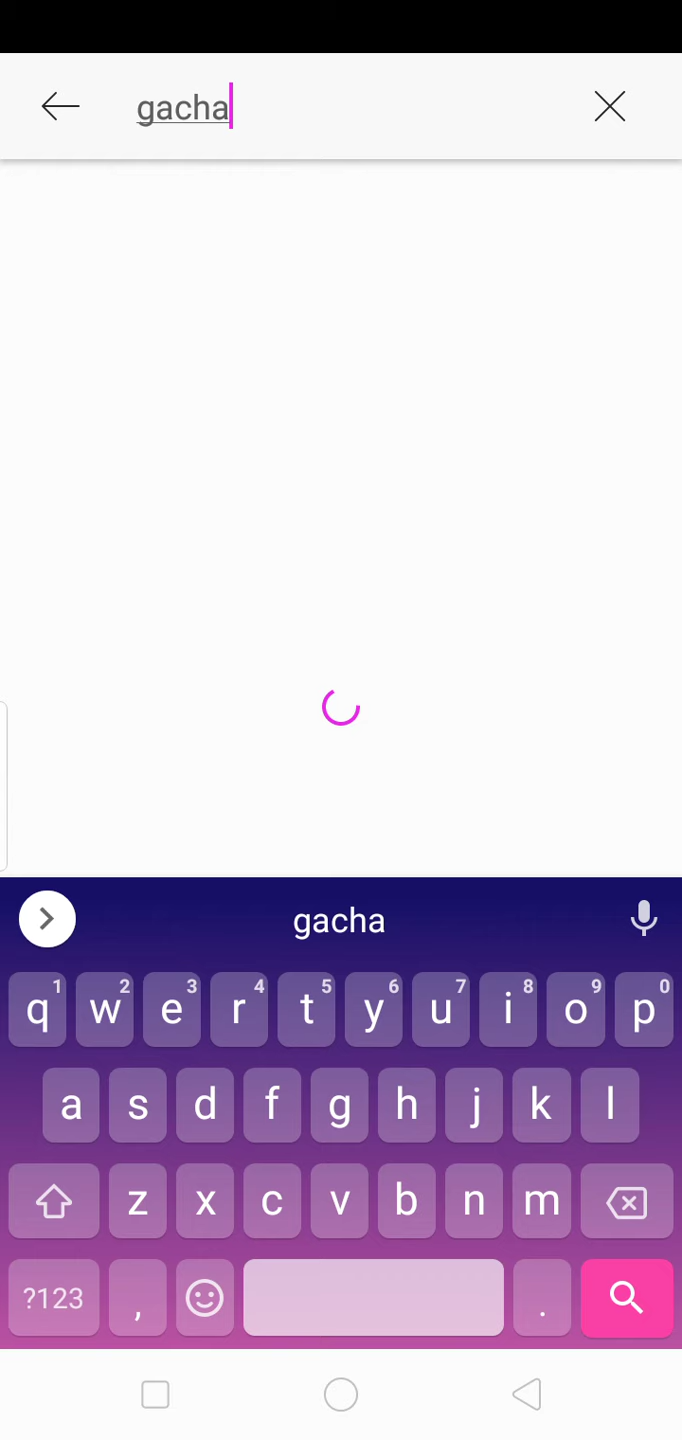 gacha
gacha
q1 w2 e3 r4 t5 y6 u7 i8 o9 p0
a s d f g h j k l
z x c v b n m
?123 , .